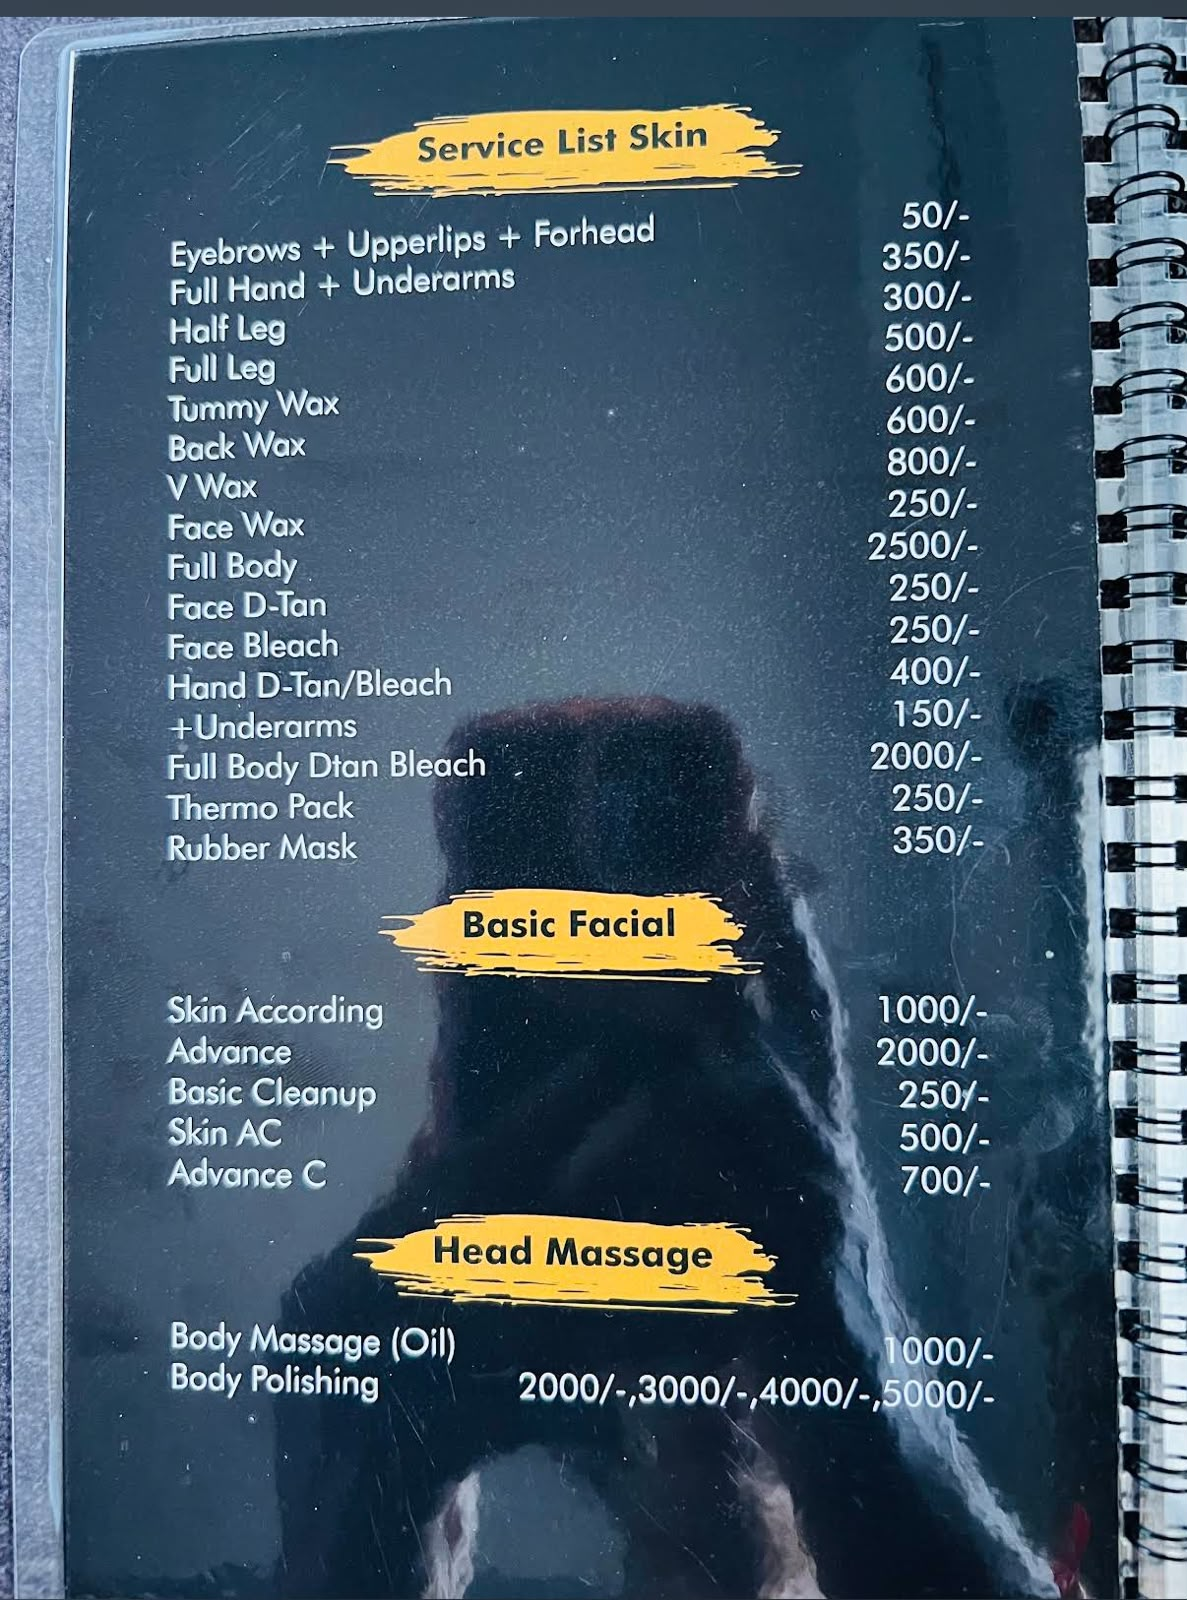 Service List Skin
Eyebrows + Upperlips + Forhead 50/-
Full Hand + Underarms 350/-
Half Leg 300/-
Full Leg 500/-
Tummy Wax 600/-
Back Wax 600/-
V Wax 800/-
Face Wax 250/-
Full Body 2500/-
Face D-Tan 250/-
Face Bleach 250/-
Hand D-Tan/Bleach 400/-
+Underarms 150/-
Full Body Dtan Bleach 2000/-
Thermo Pack 250/-
Rubber Mask 350/-
Basic Facial
Skin According 1000/-
Advance 2000/-
Basic Cleanup 250/-
Skin AC 500/-
Advance C 700/-
Head Massage
Body Massage (Oil) 1000/-
Body Polishing 2000/-,3000/-,4000/-,5000/-